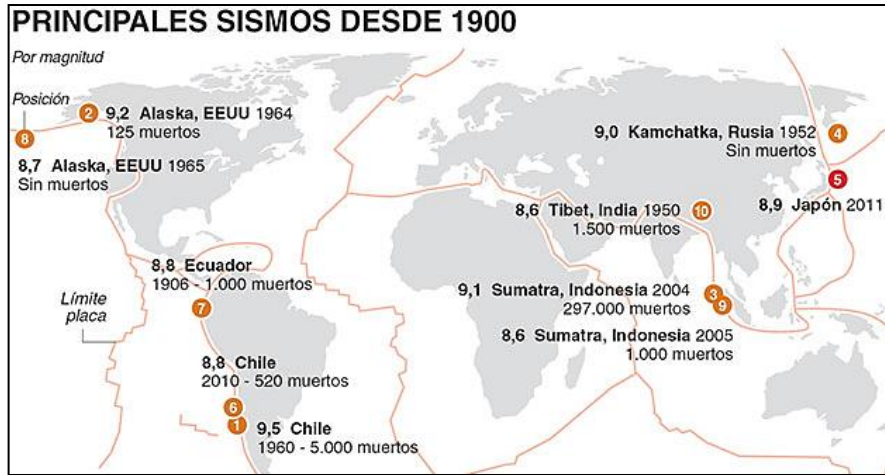 PRINCIPALES SISMOS DESDE 1900
Por magnitud
Posición
2
9,2 Alaska, EEUU 1964
125 muertos
8
8,7 Alaska, EEUU 1965
Sin muertos
9,0 Kamchatka, Rusia 1952
Sin muertos
4
5
8,9 Japón 2011
8,6 Tibet, India 1950
1.500 muertos
10
8,8 Ecuador
1906 - 1.000 muertos
7
Límite
placa
9,1 Sumatra, Indonesia 2004
297.000 muertos
3
9
8,6 Sumatra, Indonesia 2005
1.000 muertos
8,8 Chile
2010 - 520 muertos
6
1
9,5 Chile
1960 - 5.000 muertos